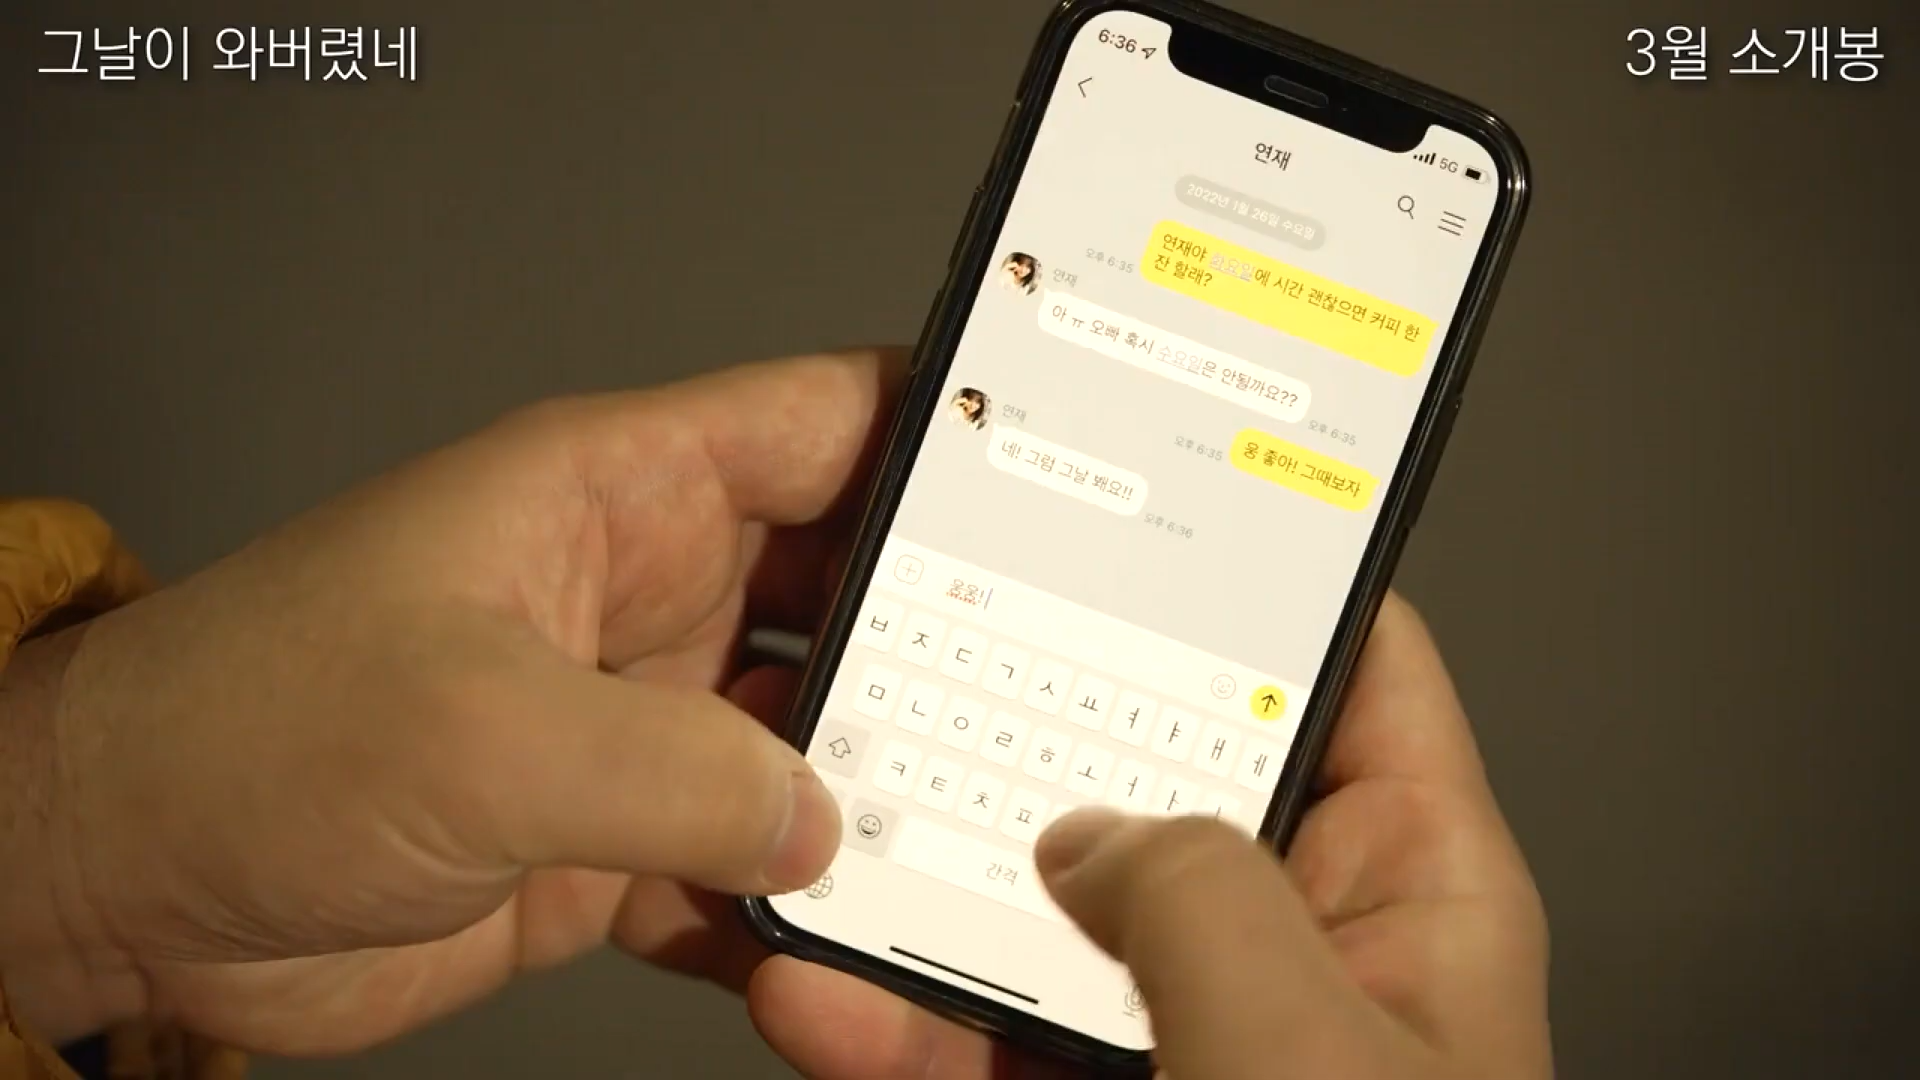 그날이 와버렸네
3월 소개봉
6:36
5G
연재
2022년 1월 26일 수요일
연재야 화요일에 시간 괜찮으면 커피 한
잔 할래?
오후 6:35
연재
아 ㅠ 오빠 혹시 수요일은 안될까요??
오후 6:35
웅 좋아! 그때보자
오후 6:35
연재
네! 그럼 그날 봬요!!
오후 6:36
웅웅!
ㅂ ㅈ ㄷ ㄱ ㅅ ㅛ ㅕ ㅑ ㅐ ㅔ
ㅁ ㄴ ㅇ ㄹ ㅎ ㅗ ㅓ ㅏ ㅣ
ㅋ ㅌ ㅊ ㅍ
간격